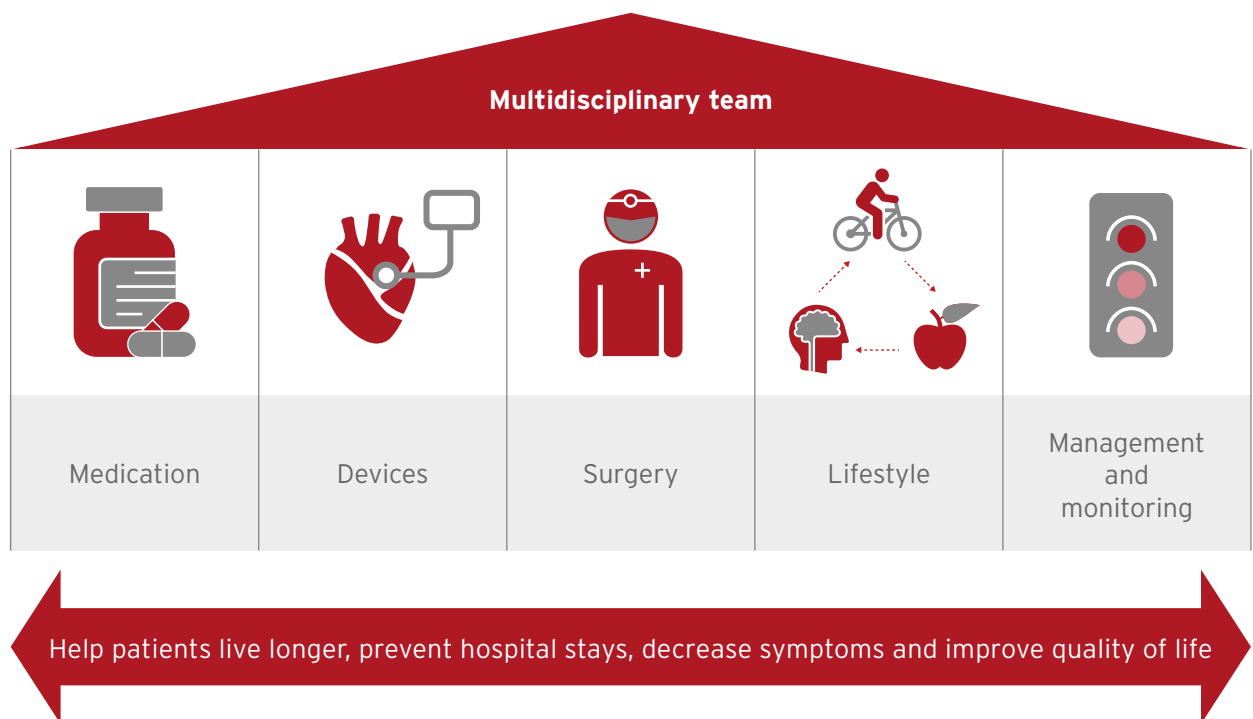 Multidisciplinary team
Medication
Devices
Surgery
Lifestyle
Management
and
monitoring
Help patients live longer, prevent hospital stays, decrease symptoms and improve quality of life